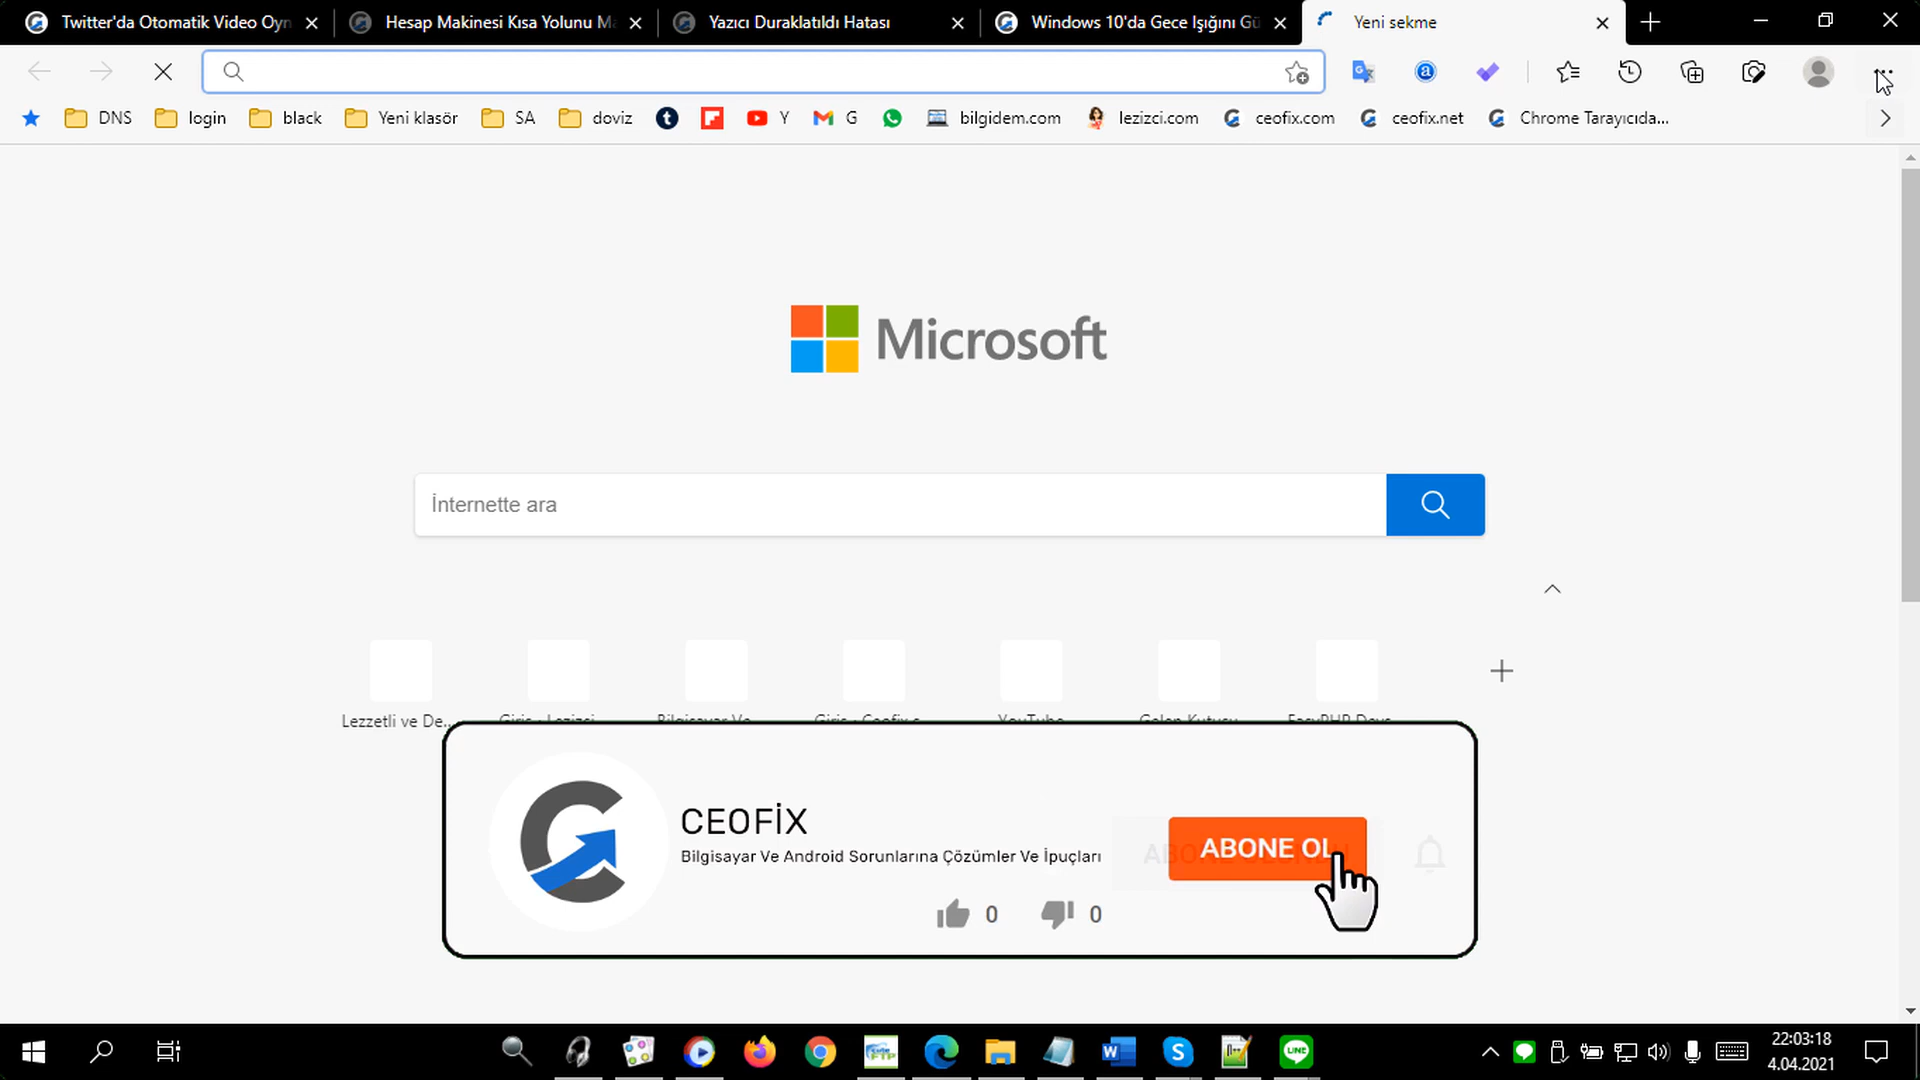 Twitter'da Otomatik Video Oyn
Hesap Makinesi Kısa Yolunu Ma
Yazıcı Duraklatıldı Hatası
Windows 10'da Gece Işığını Gü
Yeni sekme
DNS
login
black
Yeni klasör
SA
doviz
Y
G
bilgidem.com
lezizci.com
ceofix.com
ceofix.net
Chrome Tarayıcıda...
Microsoft
İnternette ara
Lezzetli ve De...
YouTube
CEOFİX
Bilgisayar Ve Android Sorunlarına Çözümler Ve İpuçları
ABONE OL
0
0
22:03:18
4.04.2021